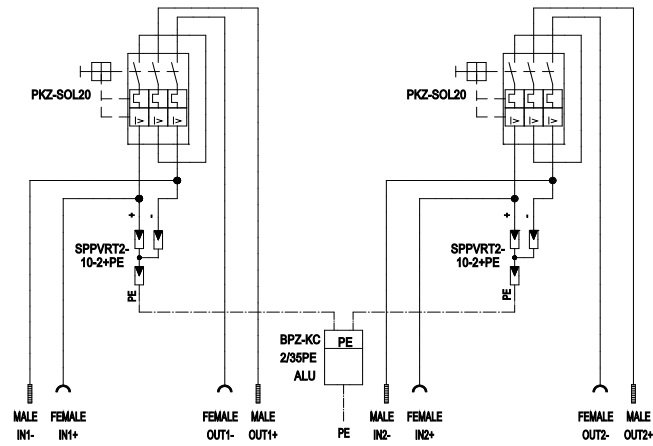 PKZ-SOL20
I> I> I>
+ -
SPPVRT2-
10-2+PE
PE
PKZ-SOL20
I> I> I>
+ -
SPPVRT2-
10-2+PE
PE
BPZ-KC
2/35PE
ALU
PE
MALE
IN1-
FEMALE
IN1+
FEMALE
OUT1-
MALE
OUT1+
PE
MALE
IN2-
FEMALE
IN2+
FEMALE
OUT2-
MALE
OUT2+